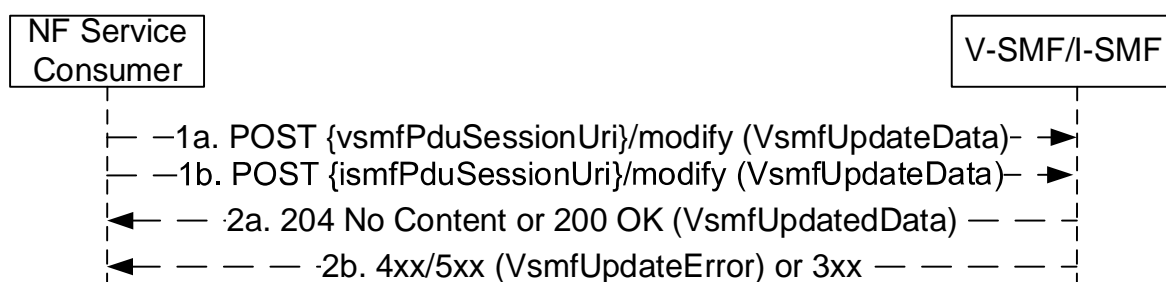 NF Service
Consumer
V-SMF/I-SMF
1a. POST {vsmfPduSessionUri}/modify (VsmfUpdateData)
1b. POST {ismfPduSessionUri}/modify (VsmfUpdateData)
2a. 204 No Content or 200 OK (VsmfUpdatedData)
2b. 4xx/5xx (VsmfUpdateError) or 3xx